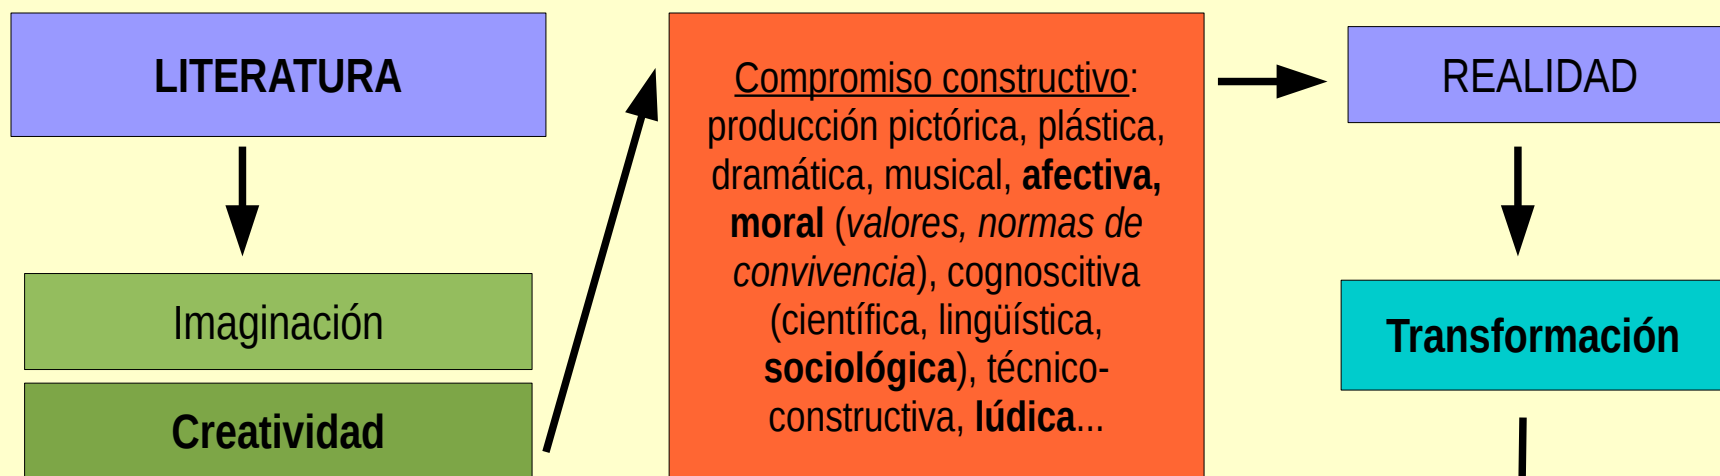 LITERATURA
Imaginación
Creatividad
Compromiso constructivo:
producción pictórica, plástica,
dramática, musical, afectiva,
moral (valores, normas de
convivencia), cognoscitiva
(científica, lingüística,
sociológica), técnico-
constructiva, lúdica...
REALIDAD
Transformación